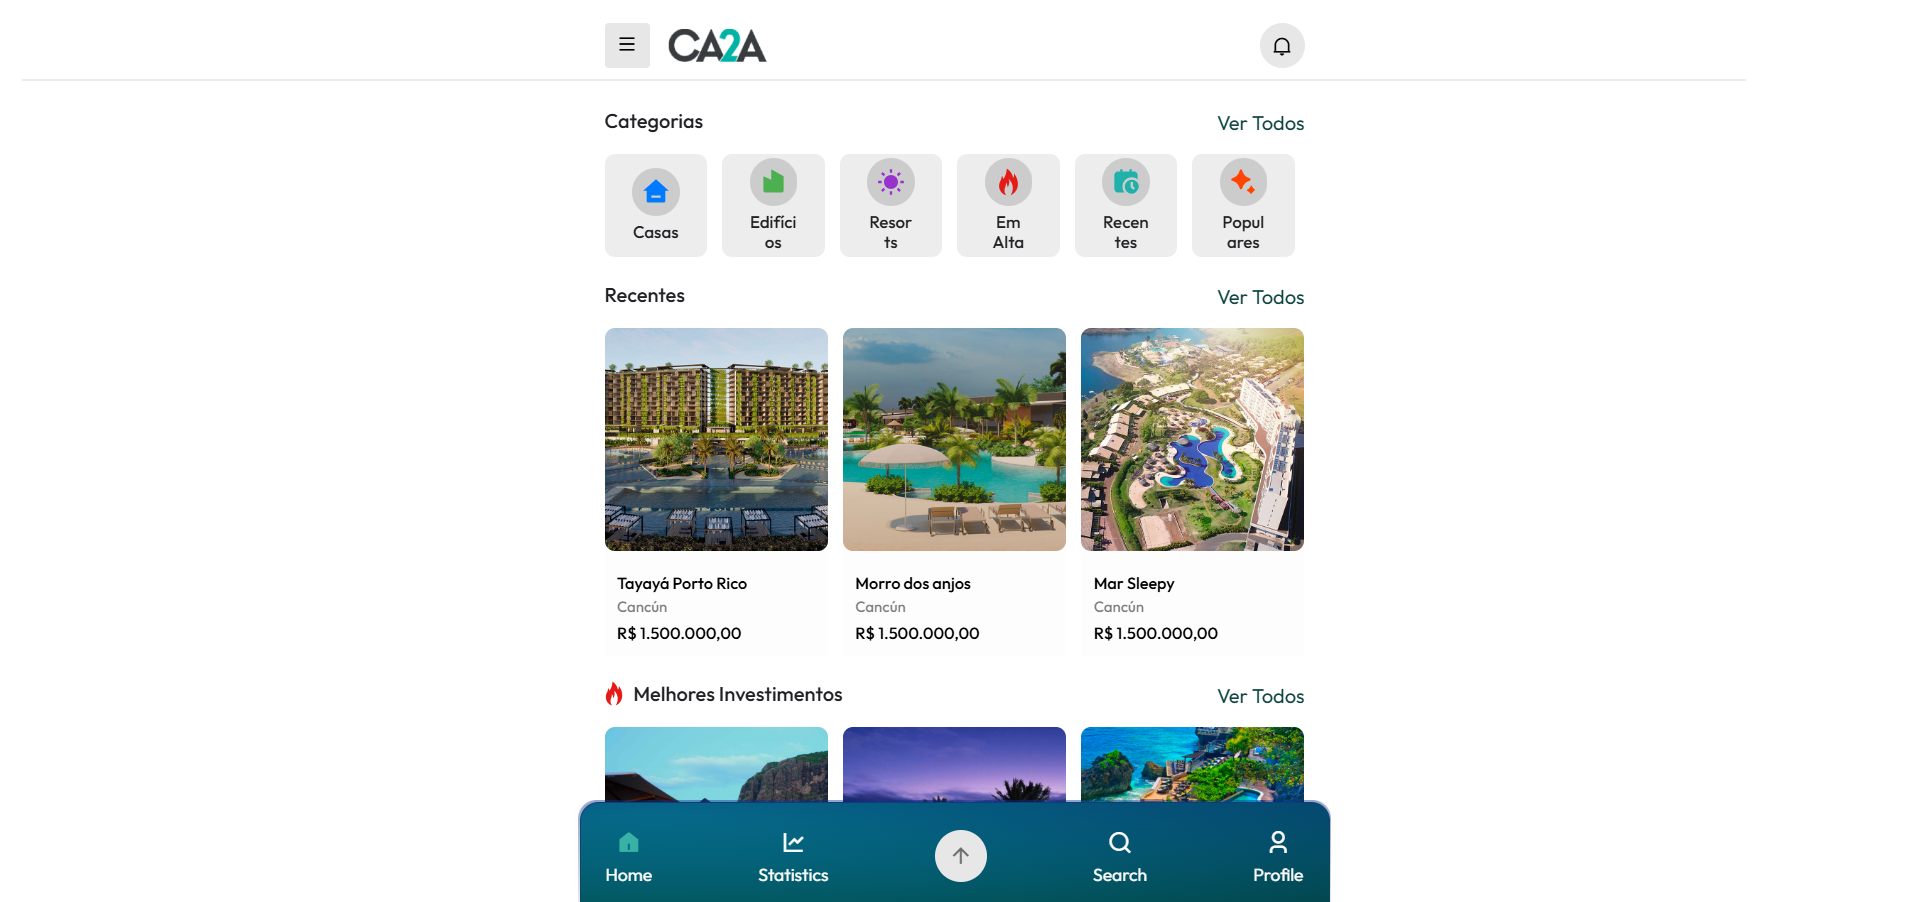 CA2A
Categorias
Ver Todos
Casas
Edifíci
os
Resor
ts
Em
Alta
Recen
tes
Popul
ares
Recentes
Ver Todos
Tayayá Porto Rico
Cancún
R$ 1.500.000,00
Morro dos anjos
Cancún
R$ 1.500.000,00
Mar Sleepy
Cancún
R$ 1.500.000,00
Melhores Investimentos
Ver Todos
Home
Statistics
Search
Profile